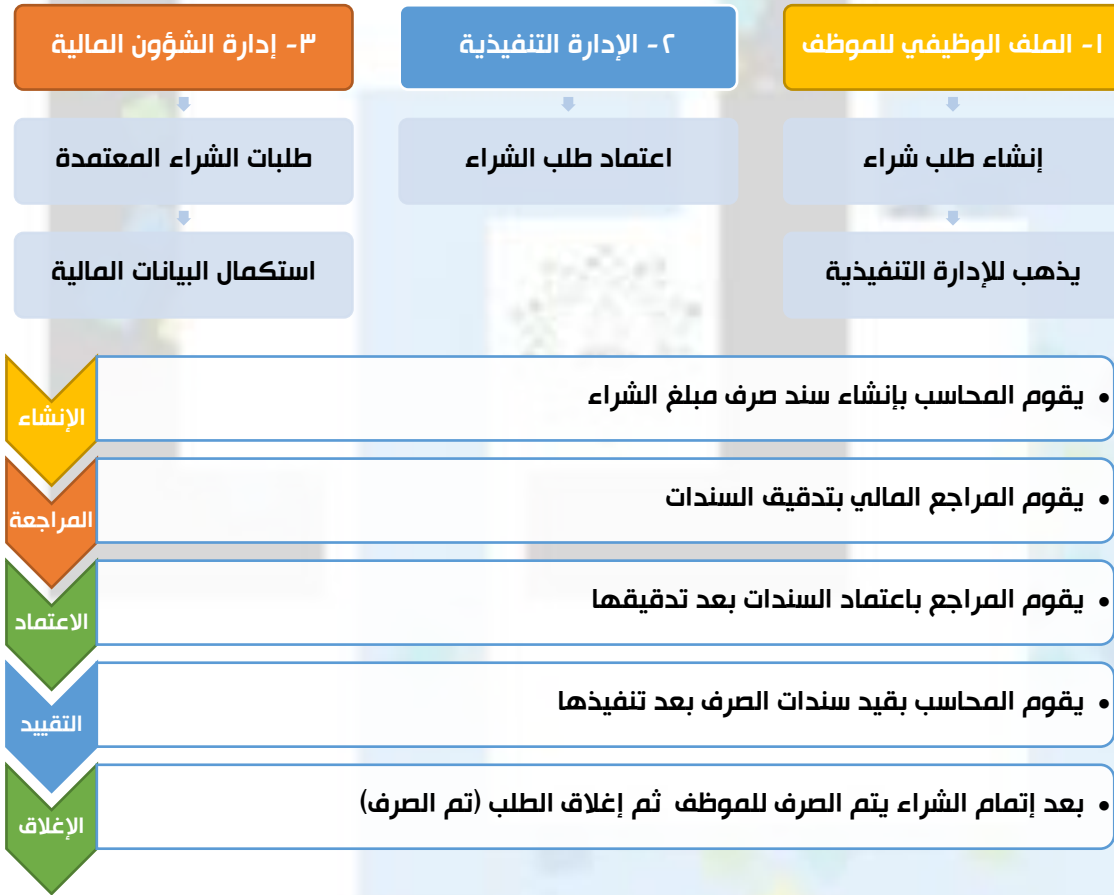 ١- الملف الوظيفي للموظف
إنشاء طلب شراء
يذهب للإدارة التنفيذية
٢- الإدارة التنفيذية
اعتماد طلب الشراء
٣- إدارة الشؤون المالية
طلبات الشراء المعتمدة
استكمال البيانات المالية
الإنشاء
• يقوم المحاسب بإنشاء سند صرف مبلغ الشراء
المراجعة
• يقوم المراجع المالي بتدقيق السندات
الاعتماد
• يقوم المراجع باعتماد السندات بعد تدقيقها
التقييد
• يقوم المحاسب بقيد سندات الصرف بعد تنفيذها
الإغلاق
• بعد إتمام الشراء يتم الصرف للموظف ثم إغلاق الطلب (تم الصرف)